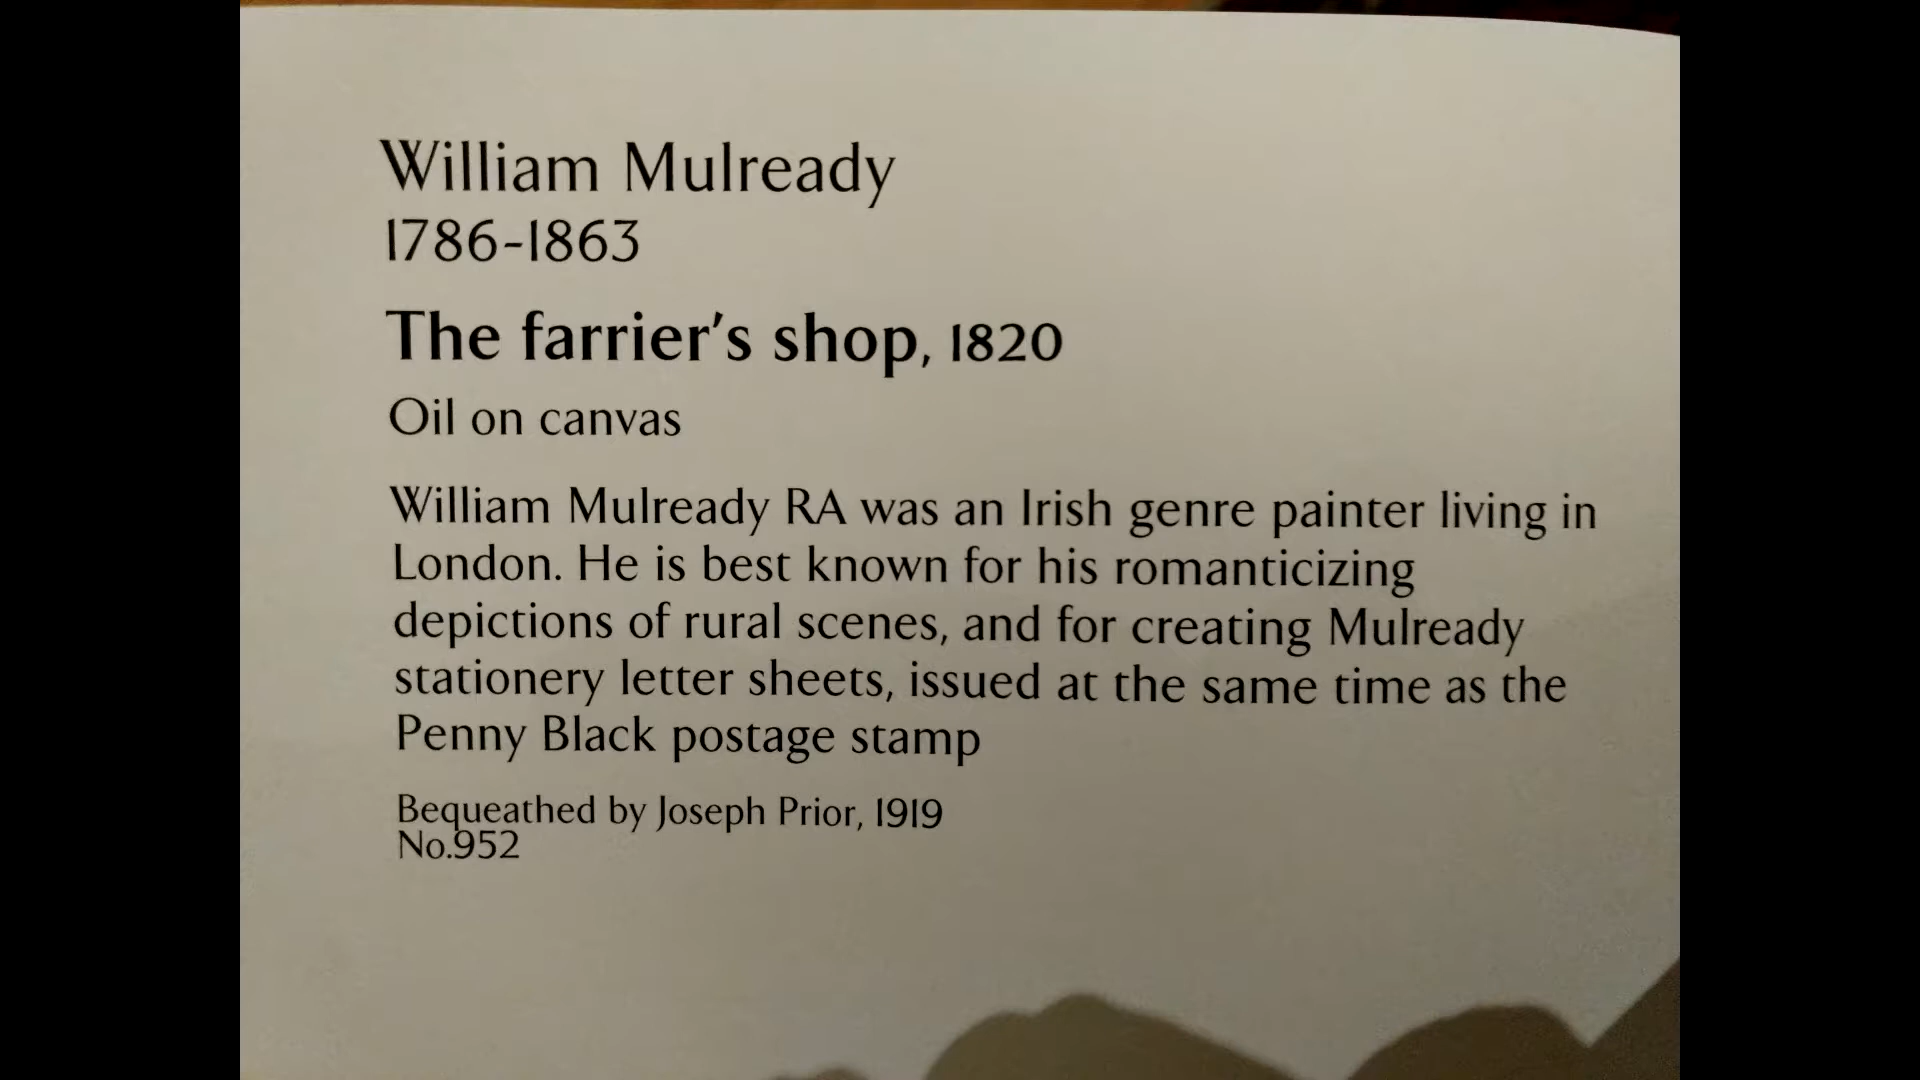 William Mulready
1786-1863
The farrier's shop, 1820
Oil on canvas
William Mulready RA was an Irish genre painter living in
London. He is best known for his romanticizing
depictions of rural scenes, and for creating Mulready
stationery letter sheets, issued at the same time as the
Penny Black postage stamp
Bequeathed by Joseph Prior, 1919
No.952